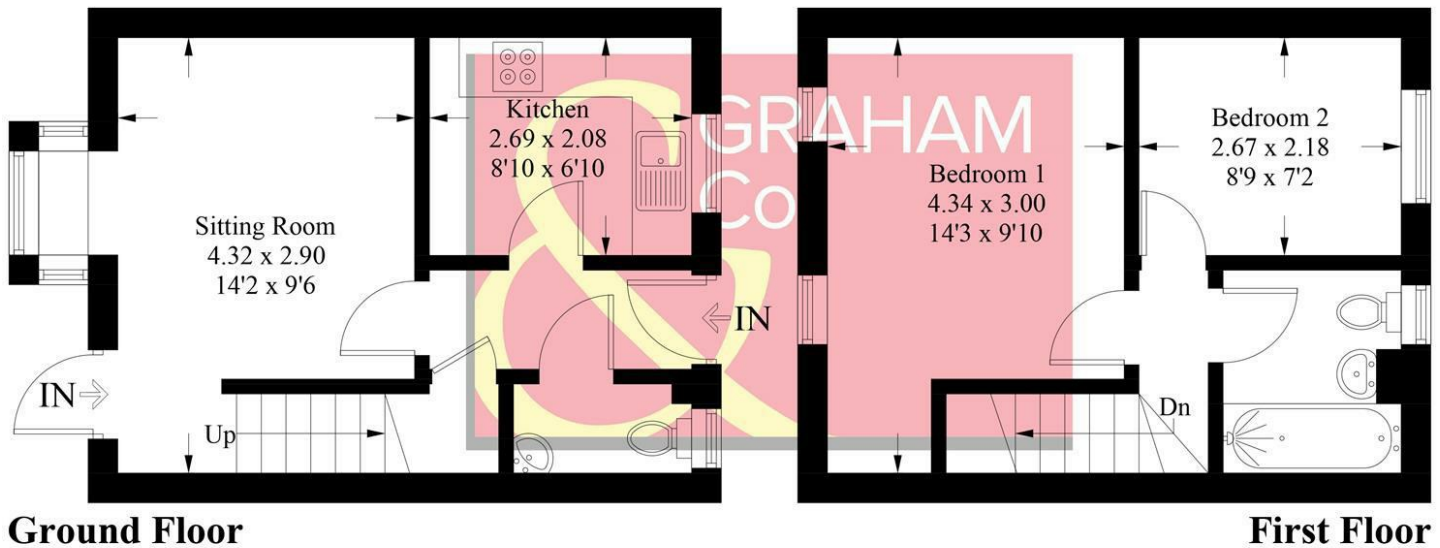 GRAHAM
Co
Kitchen
2.69 x 2.08
8'10 x 6'10
Sitting Room
4.32 x 2.90
14'2 x 9'6
IN
IN
Up
Bedroom 1
4.34 x 3.00
14'3 x 9'10
Bedroom 2
2.67 x 2.18
8'9 x 7'2
Dn
Ground Floor
First Floor